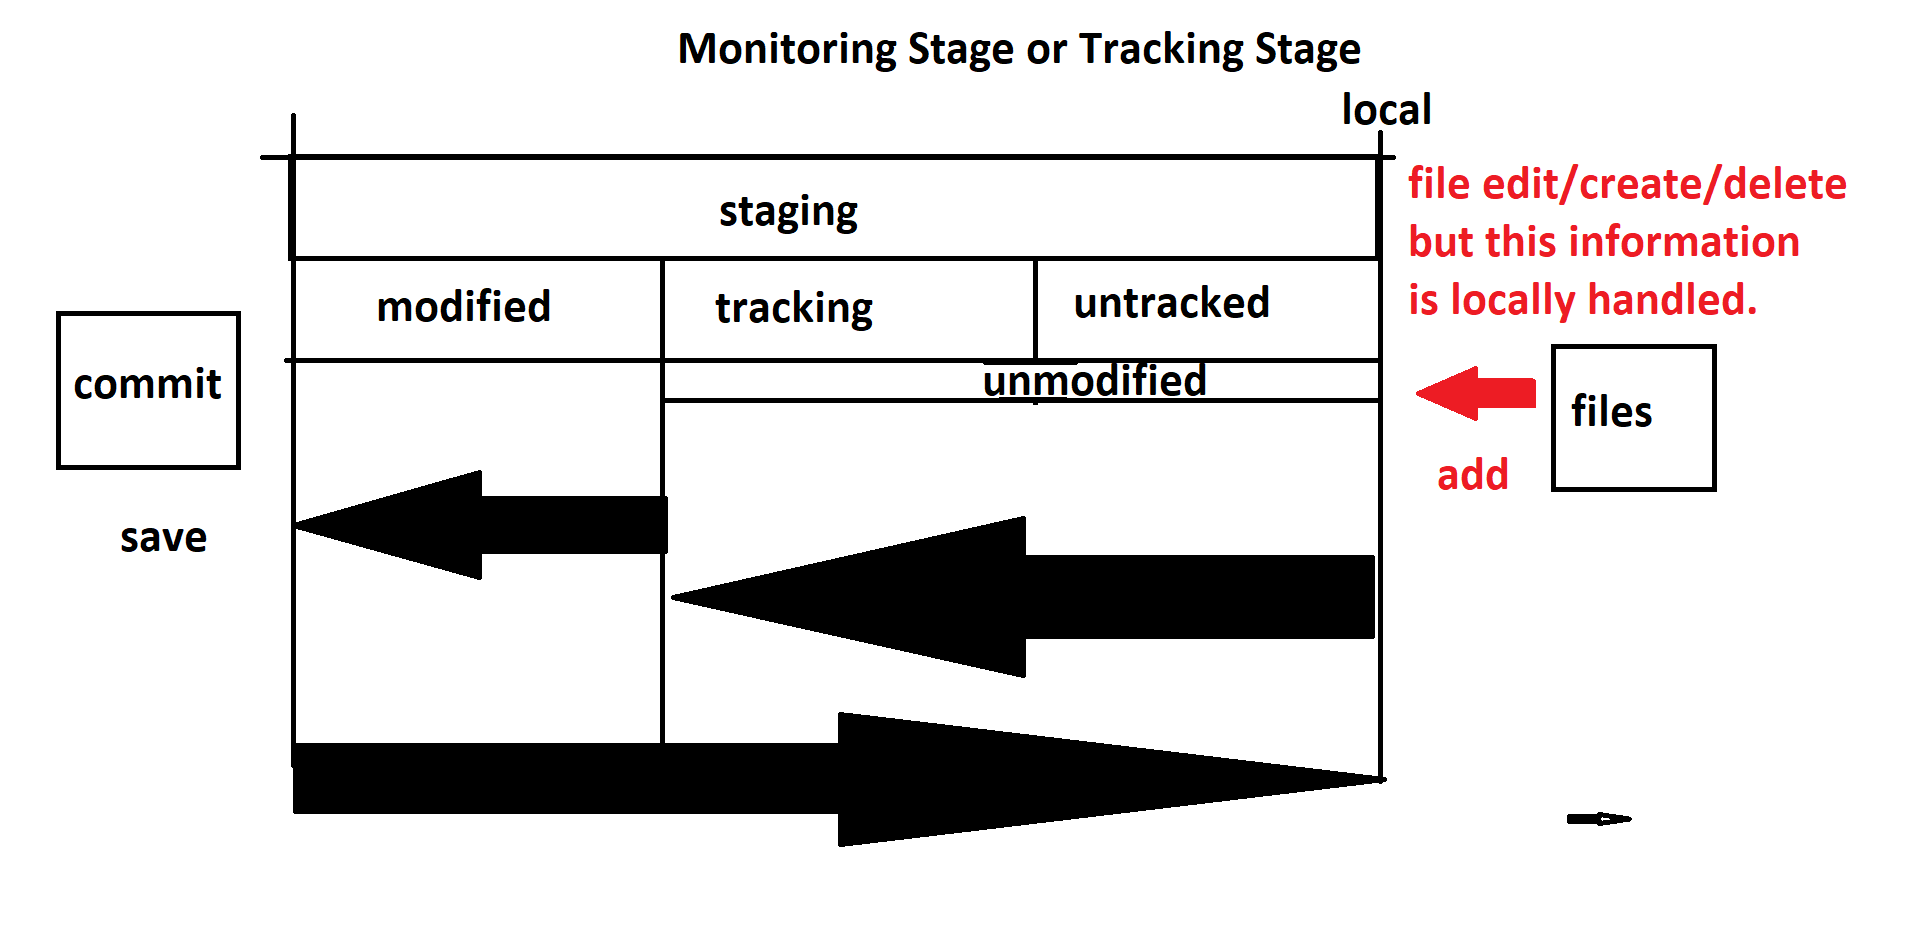 Monitoring Stage or Tracking Stage
local
staging
file edit/create/delete
but this information
is locally handled.
modified
tracking
untracked
unmodified
commit
files
add
save